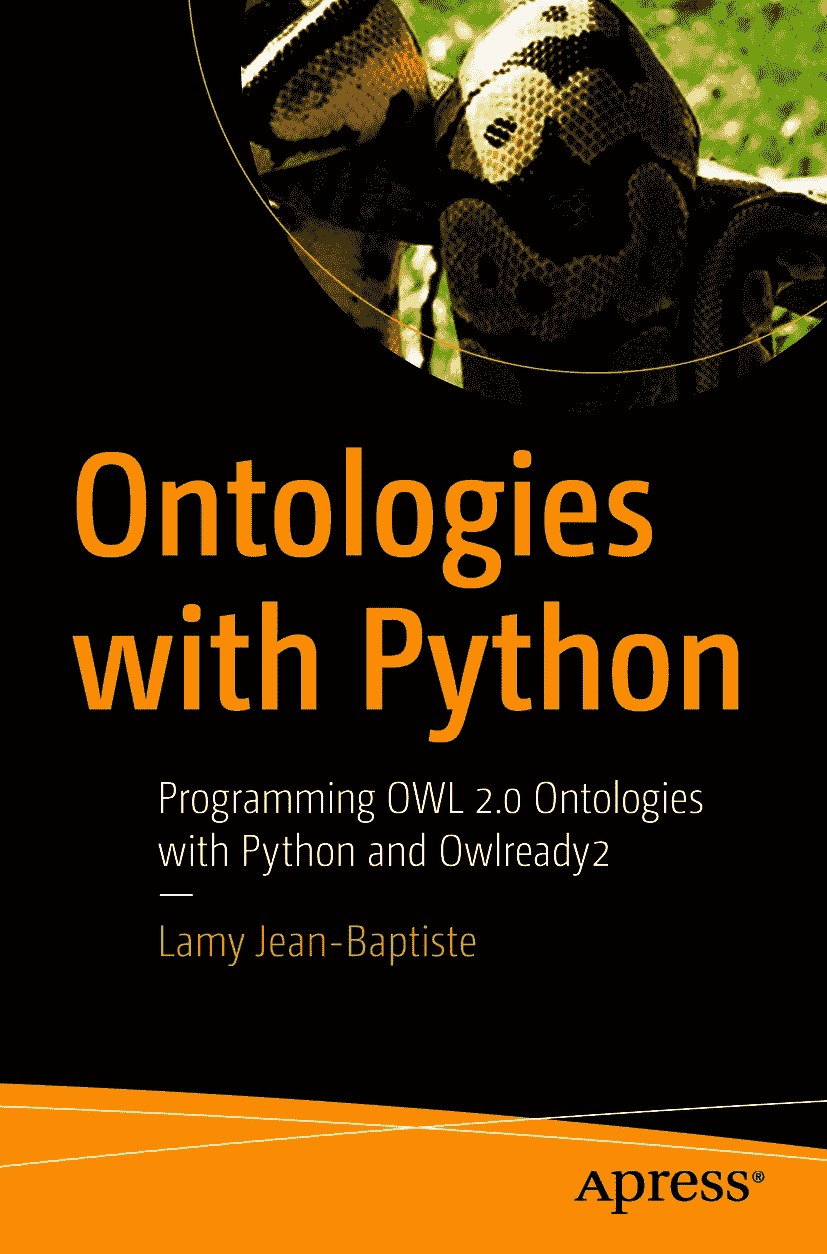 Ontologies
with Python
Programming OWL 2.0 Ontologies
with Python and Owlready2
Lamy Jean-Baptiste
Apress®